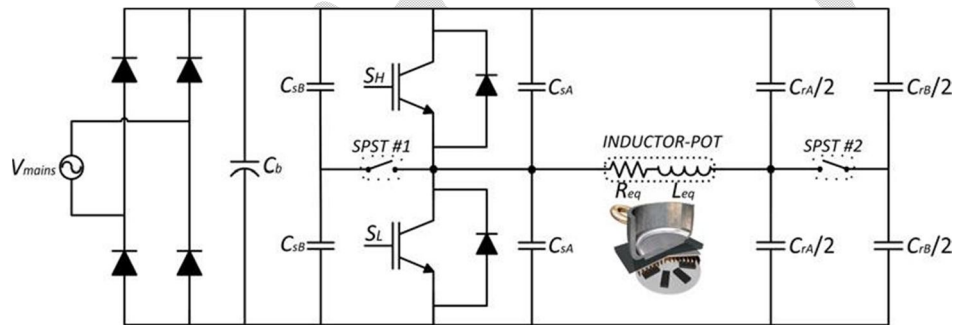 C_sB
S_H
C_sA
C_rA/2
C_rB/2
V_mains
C_b
SPST #1
INDUCTOR-POT
SPST #2
R_eq
L_eq
C_sB
S_L
C_sA
C_rA/2
C_rB/2